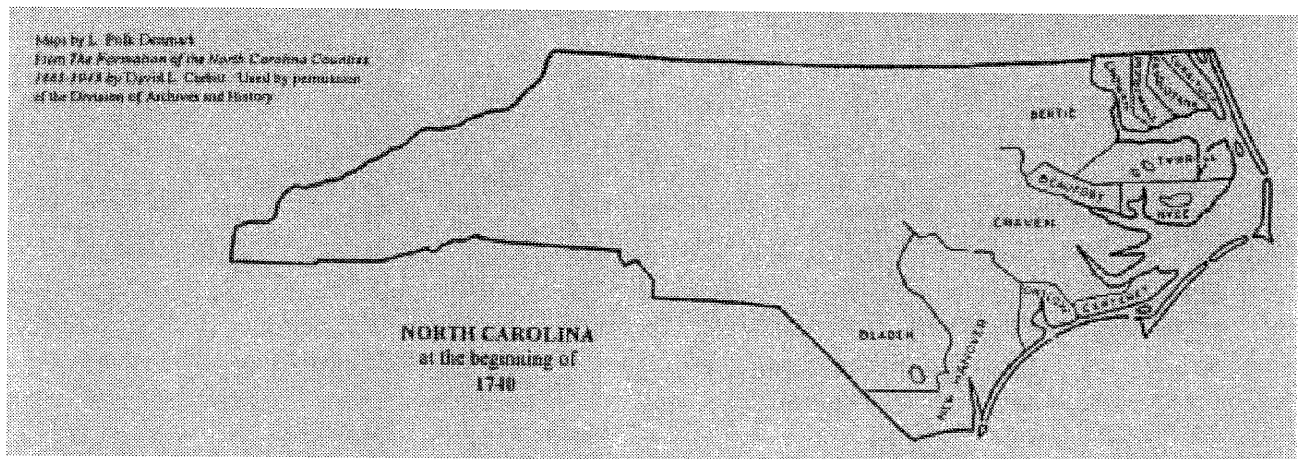 Maps by L. Polk Denmark
From The Formation of the North Carolina Counties
1663-1943 by David L. Corbitt. Used by permission
of the Division of Archives and History
BERTIE
TYRRELL
BEAUFORT
HYDE
CRAVEN
ONSLOW
CARTERET
NORTH CAROLINA
at the beginning of
1740
BLADEN
NEW HANOVER